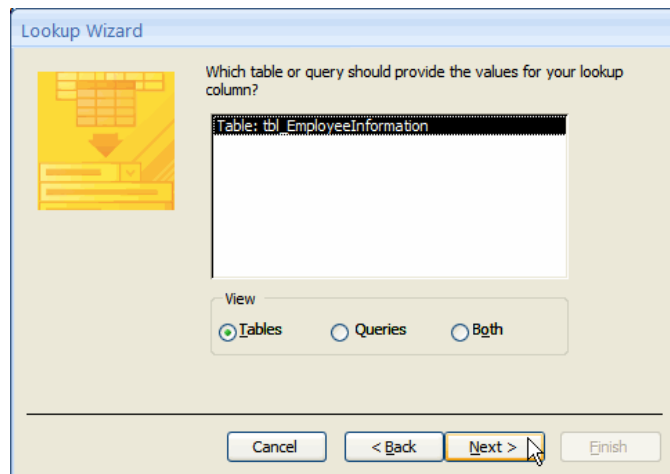 Lookup Wizard
Which table or query should provide the values for your lookup
column?
Table: tbl_EmployeeInformation
View
Tables Queries Both
Cancel < Back Next > Finish